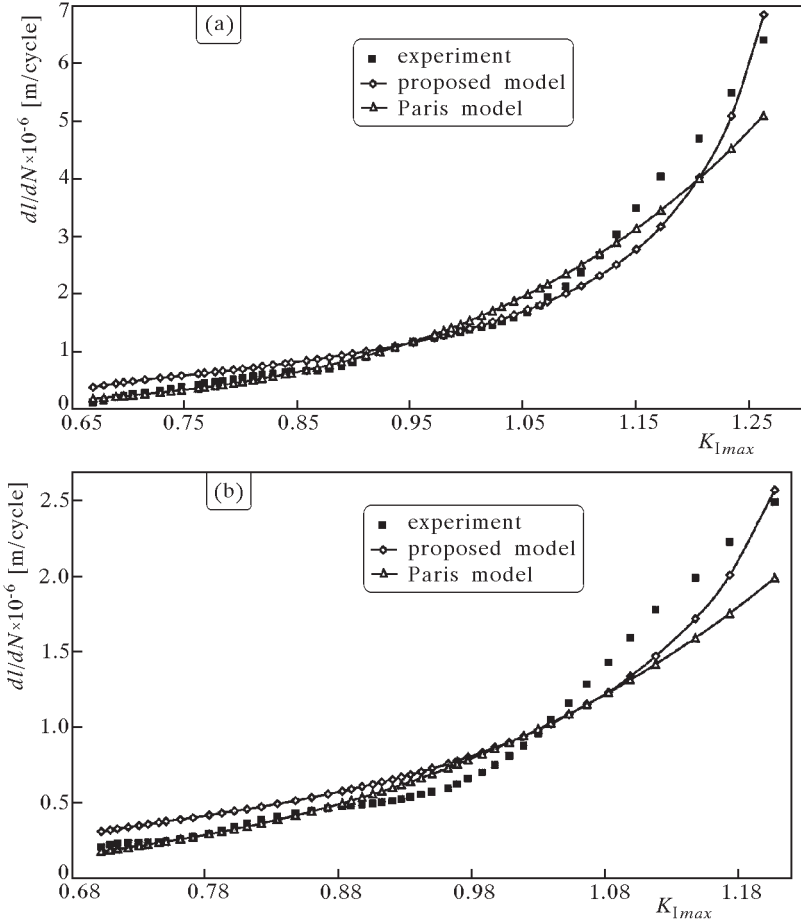 (a)
experiment
proposed model
Paris model
dl/dN×10⁻⁶ [m/cycle]
7
6
5
4
3
2
1
0
0.65 0.75 0.85 0.95 1.05 1.15 1.25
K_Imax
(b)
experiment
proposed model
Paris model
dl/dN×10⁻⁶ [m/cycle]
2.5
2.0
1.5
1.0
0.5
0
0.68 0.78 0.88 0.98 1.08 1.18
K_Imax